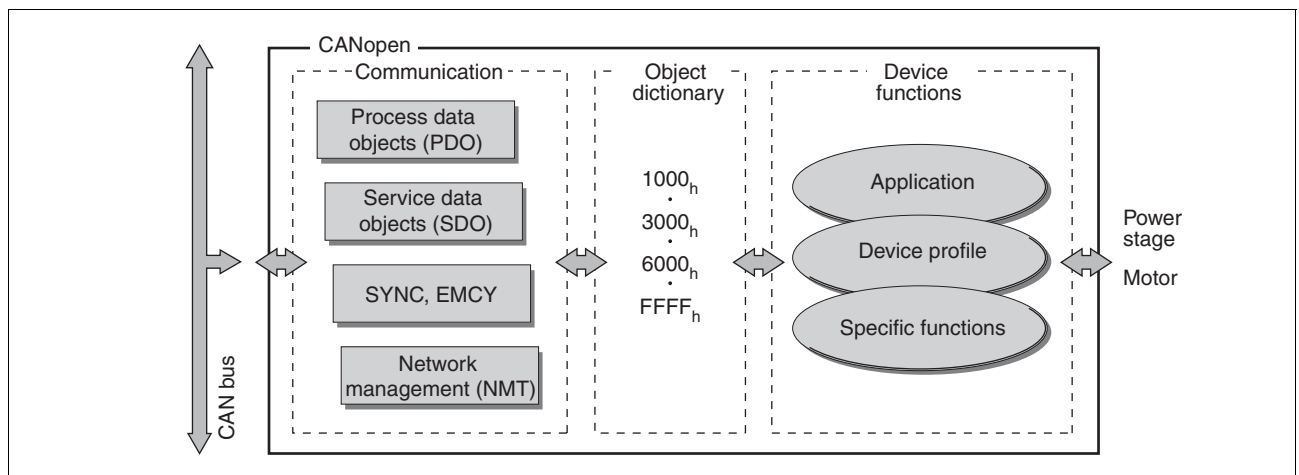 CANopen
Communication
Process data
objects (PDO)
Service data
objects (SDO)
SYNC, EMCY
Network
management (NMT)
Object
dictionary
1000h
3000h
6000h
FFFFh
Device
functions
Application
Device profile
Specific functions
Power
stage
Motor
CAN bus